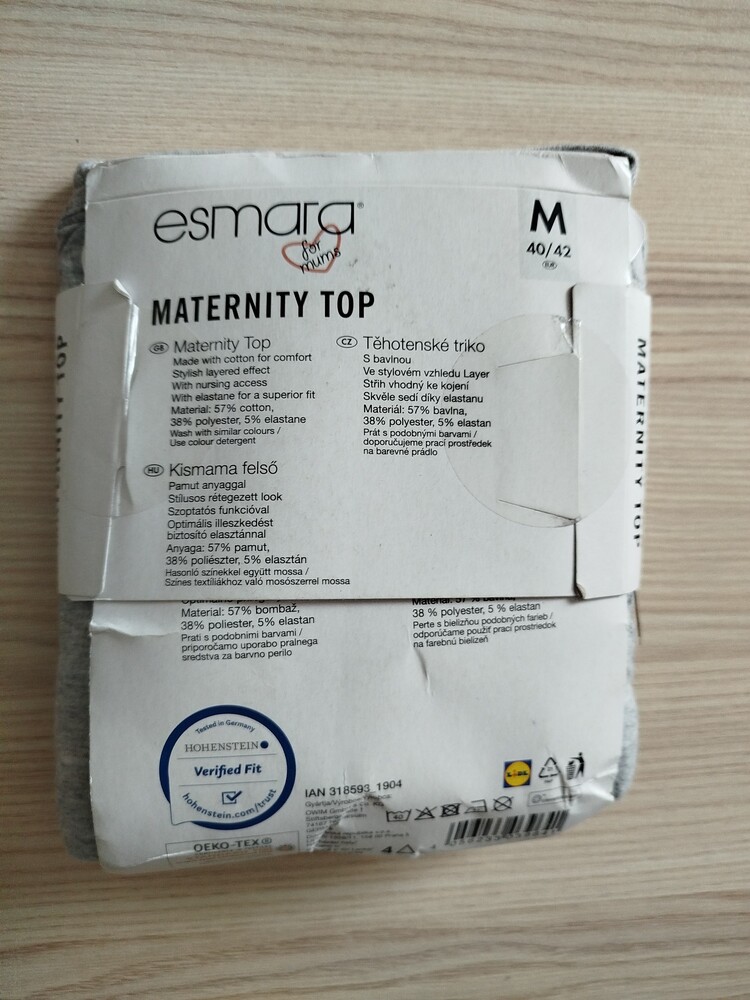 esmara®
for
mums
M
40/42
EUR
MATERNITY TOP
GB Maternity Top
Made with cotton for comfort
Stylish layered effect
With nursing access
With elastane for a superior fit
Material: 57% cotton,
38% polyester, 5% elastane
Wash with similar colours /
Use colour detergent
CZ Těhotenské triko
S bavlnou
Ve stylovém vzhledu Layer
Střih vhodný ke kojení
Skvěle sedí díky elastanu
Materiál: 57% bavlna,
38% polyester, 5% elastan
Prát s podobnými barvami /
doporučujeme prací prostředek
na barevné prádlo
HU Kismama felső
Pamut anyaggal
Stílusos rétegezett look
Szoptatós funkcióval
Optimális illeszkedést
biztosító elasztánnal
Anyaga: 57% pamut,
38% poliészter, 5% elasztán
Hasonló színekkel együtt mossa /
Színes textíliákhoz való mosószerrel mossa
MATERNITY TOP
Material: 57% bombaž,
38% poliester, 5% elastan
Prati s podobnimi barvami /
priporočamo uporabo pralnega
sredstva za barvno perilo
38 % polyester, 5 % elastan
Perte s bielizňou podobných farieb /
odporúčame použiť prací prostriedok
na farebnú bielizeň
Tested in Germany
HOHENSTEIN
Verified Fit
hohenstein.com/trust
OEKO-TEX®
IAN 318593_1904
LIDL
40
4